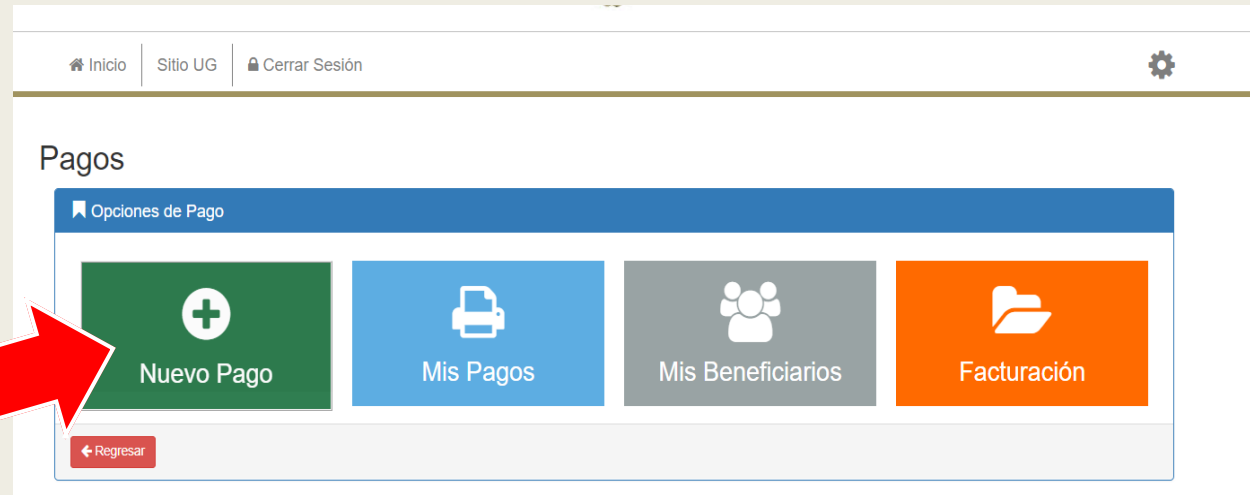 Inicio Sitio UG Cerrar Sesión
Pagos
Opciones de Pago
Nuevo Pago Mis Pagos Mis Beneficiarios Facturación
Regresar